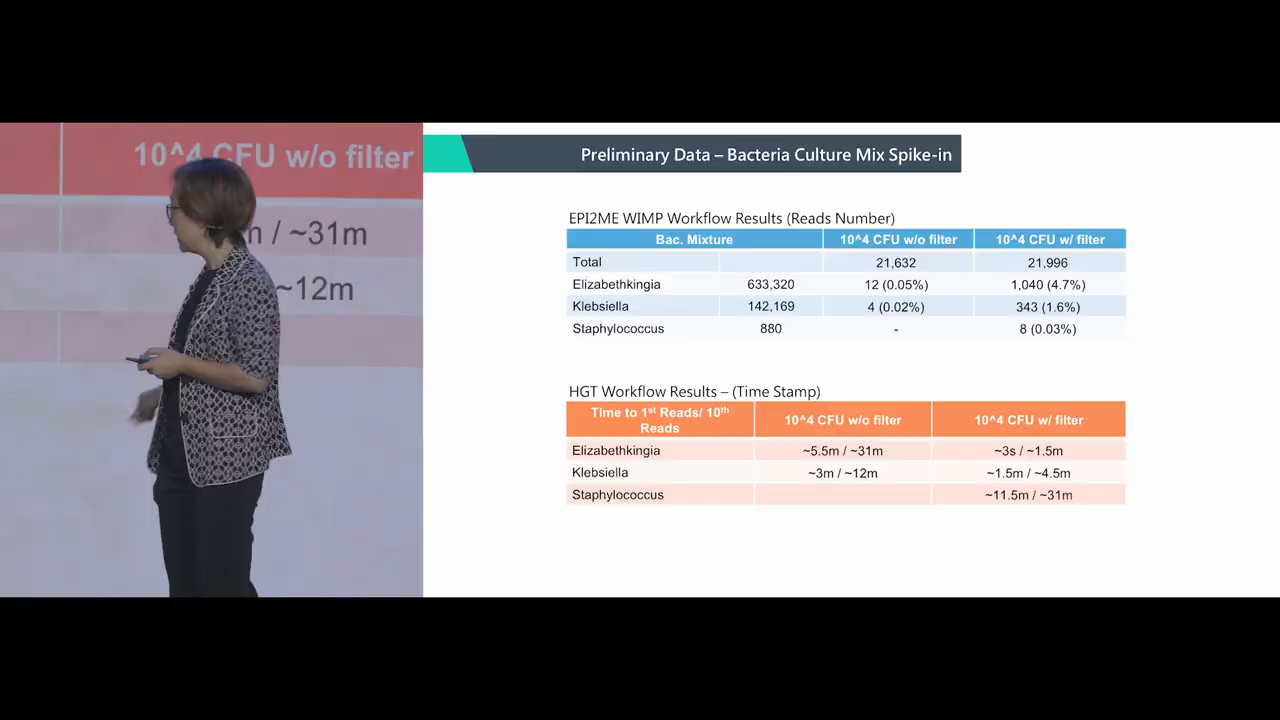 10^4 CFU w/o filter
/ ~31m
~12m
Preliminary Data – Bacteria Culture Mix Spike-in
EPI2ME WIMP Workflow Results (Reads Number)
Bac. Mixture 10^4 CFU w/o filter 10^4 CFU w/ filter
Total 21,632 21,996
Elizabethkingia 633,320 12 (0.05%) 1,040 (4.7%)
Klebsiella 142,169 4 (0.02%) 343 (1.6%)
Staphylococcus 880 - 8 (0.03%)
HGT Workflow Results – (Time Stamp)
Time to 1st Reads/ 10th
Reads
10^4 CFU w/o filter 10^4 CFU w/ filter
Elizabethkingia ~5.5m / ~31m ~3s / ~1.5m
Klebsiella ~3m / ~12m ~1.5m / ~4.5m
Staphylococcus ~11.5m / ~31m